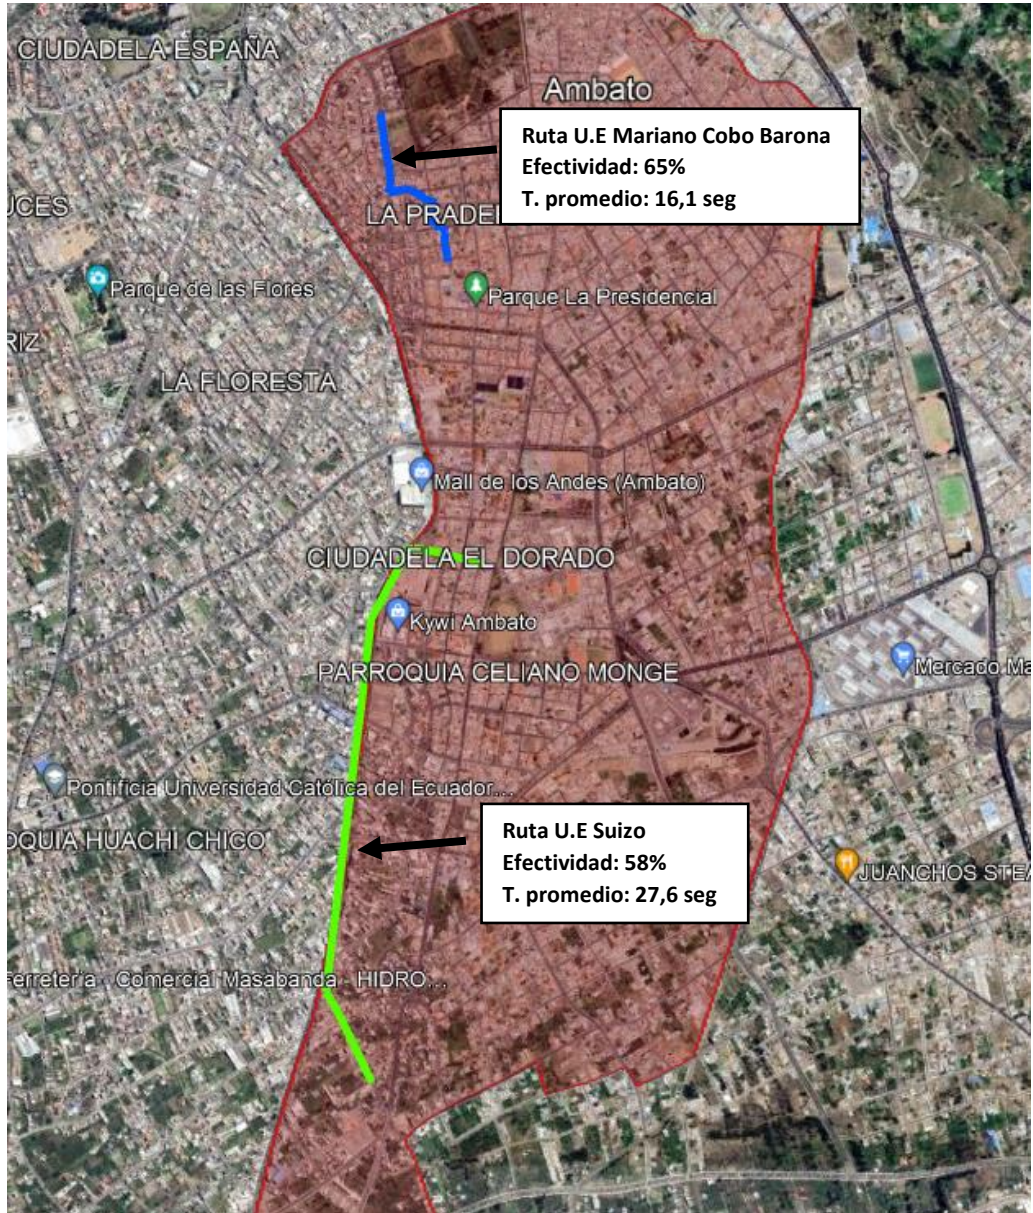 CIUDADELA ESPAÑA
Ambato
Ruta U.E Mariano Cobo Barona
Efectividad: 65%
T. promedio: 16,1 seg
UCES
LA PRADE
Parque de las Flores
Parque La Presidencial
RIZ
LA FLORESTA
Mall de los Andes (Ambato)
CIUDADELA EL DORADO
Kywi Ambato
PARROQUIA CELIANO MONGE
Mercado Ma
Pontificia Universidad Católica del Ecuador...
Ruta U.E Suizo
Efectividad: 58%
T. promedio: 27,6 seg
OQUIA HUACHI CHICO
JUANCHOS STEA
Ferretería - Comercial Masabanda - HIDRO...